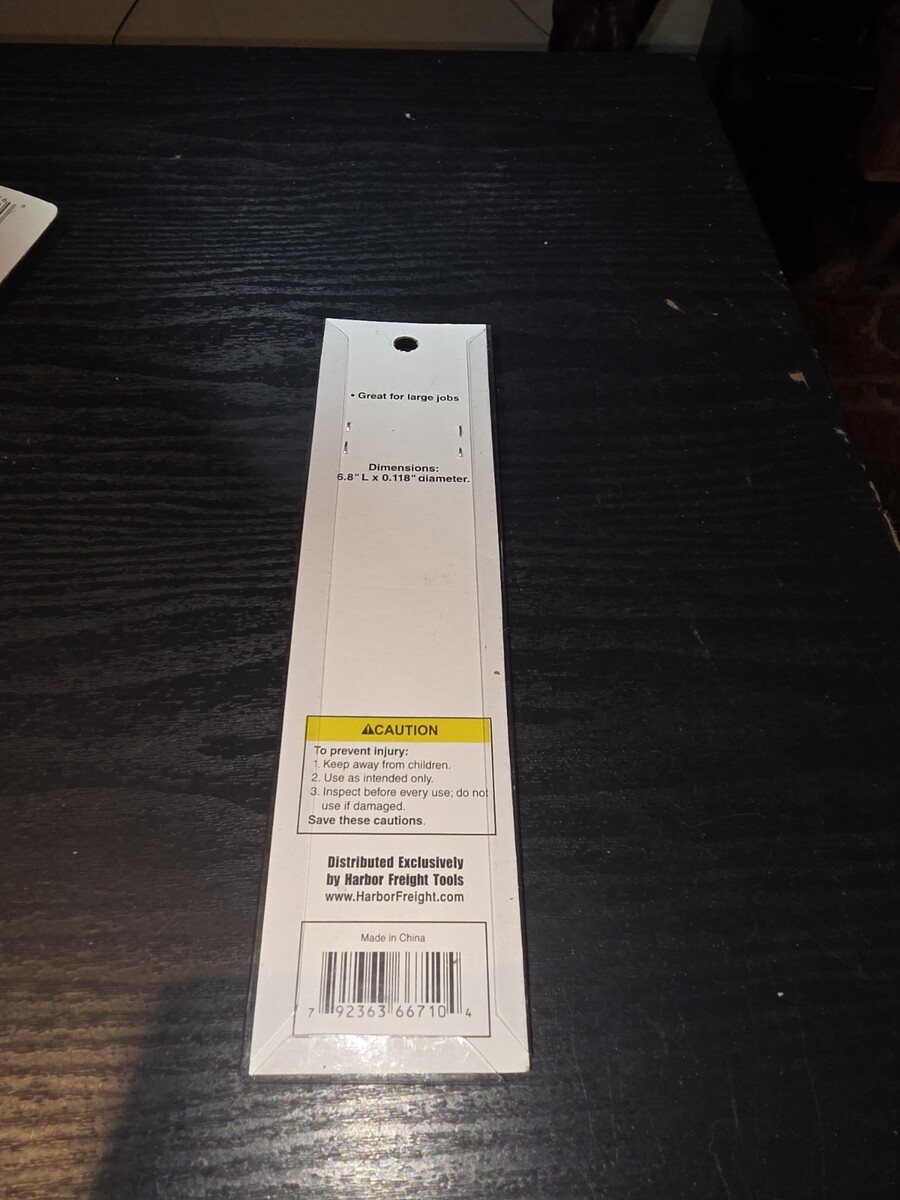 • Great for large jobs
Dimensions:
6.8" L x 0.118" diameter.
⚠CAUTION
To prevent injury:
1. Keep away from children.
2. Use as intended only.
3. Inspect before every use; do not
use if damaged.
Save these cautions.
Distributed Exclusively
by Harbor Freight Tools
www.HarborFreight.com
Made in China
7 92363 66710 4